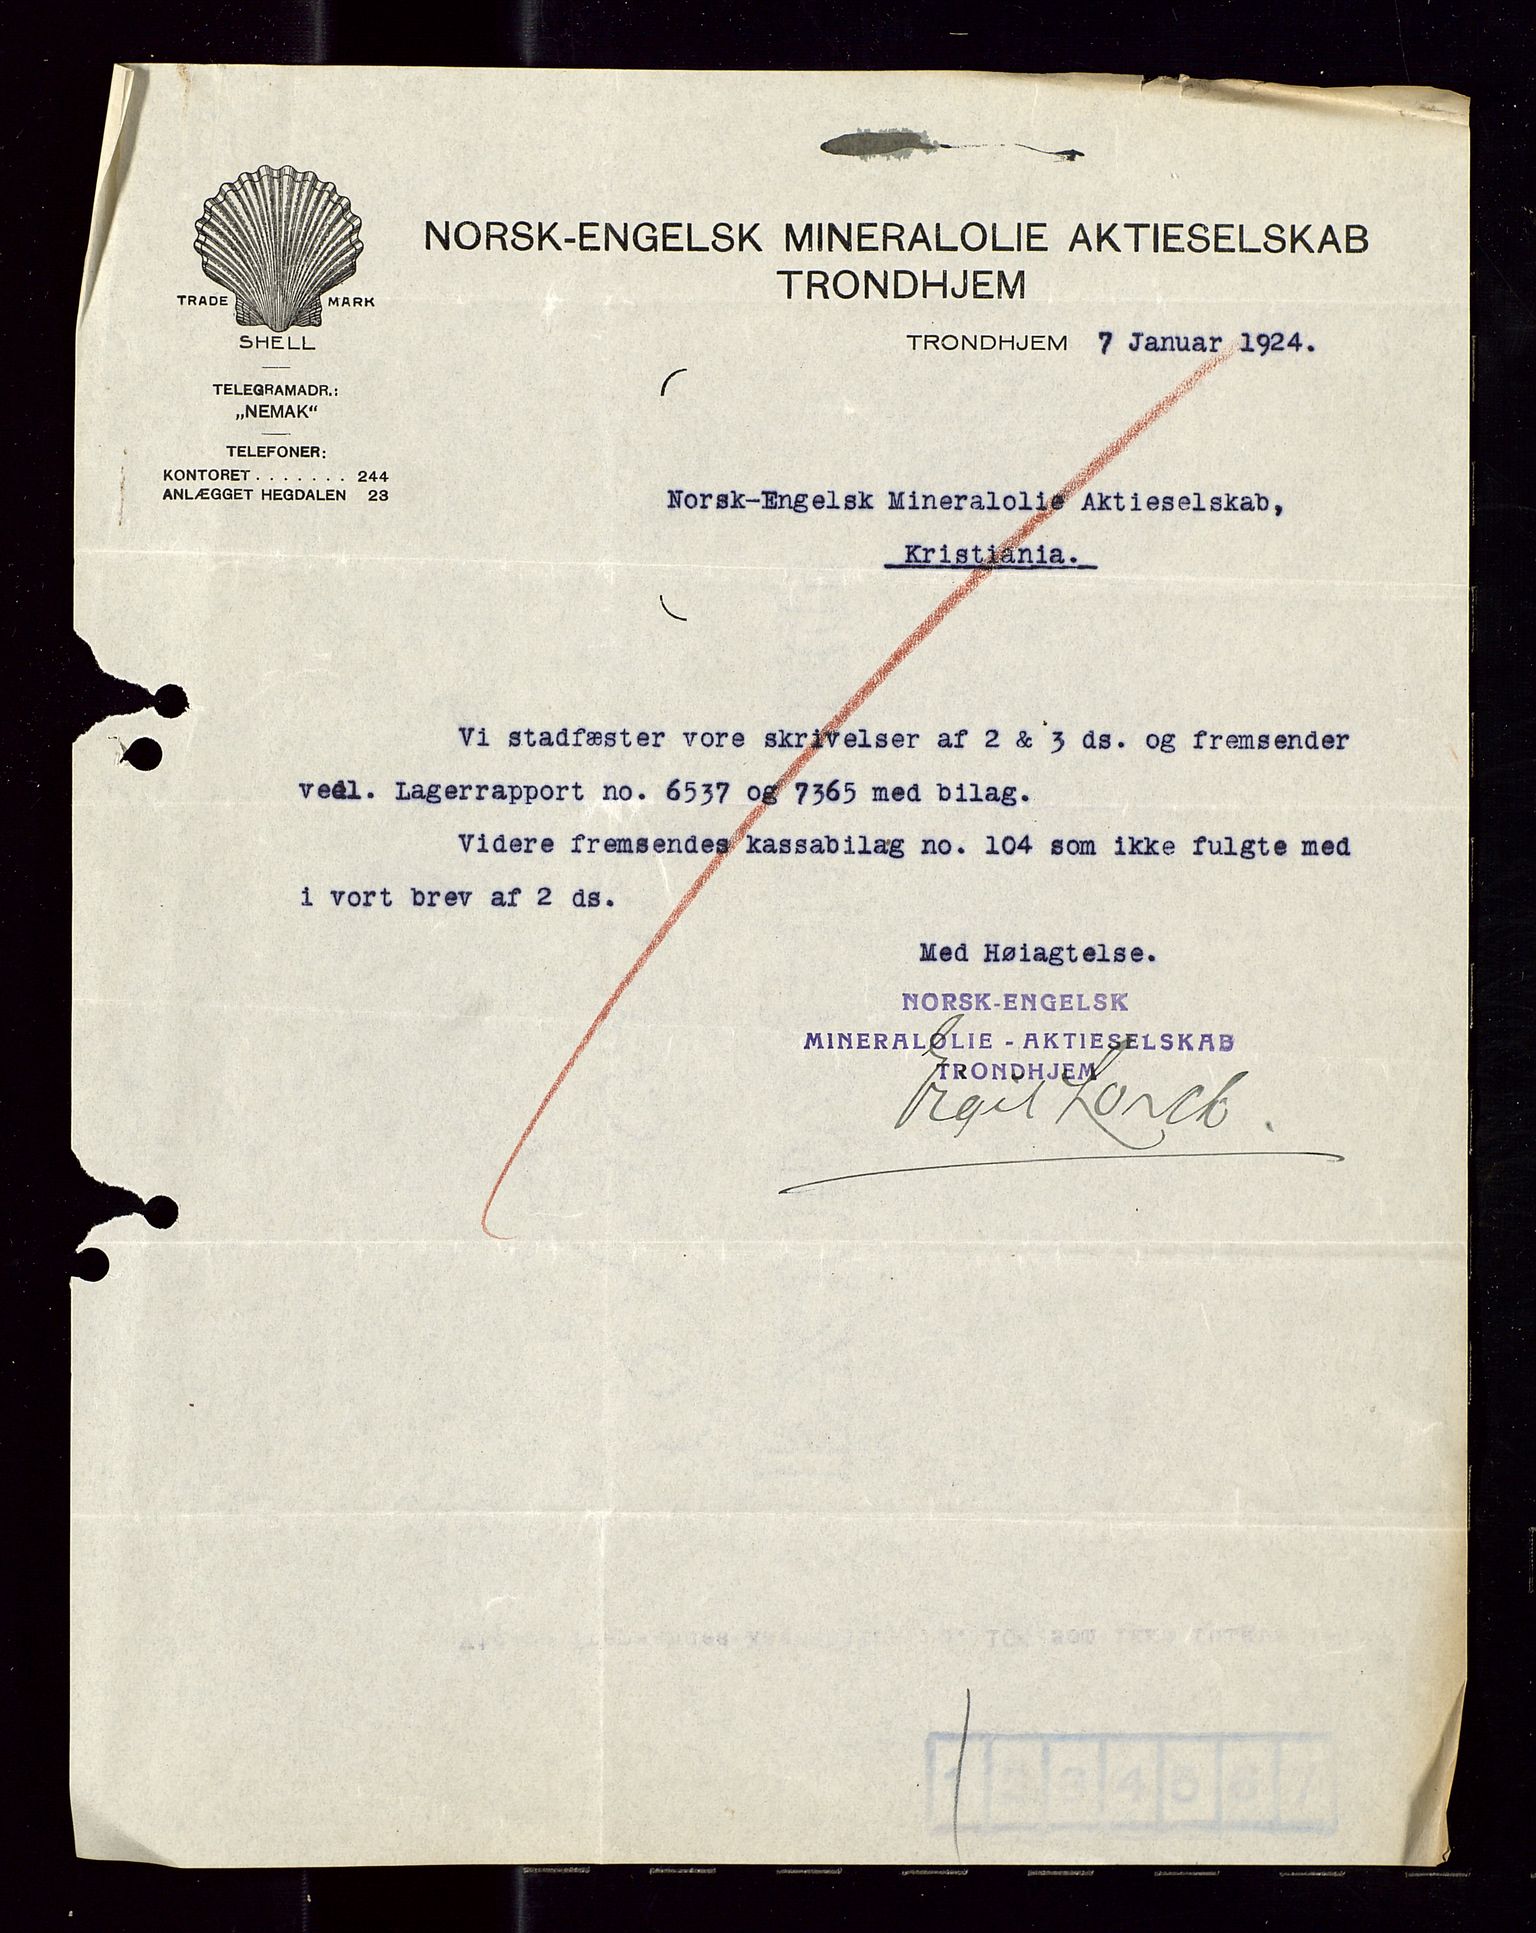 NORSK-ENGELSK MINERALOLIE AKTIESELSKAB
TRONDHJEM
TRADE MARK
SHELL
TELEGRAMADR.:
„NEMAK“
TELEFONER:
KONTORET . . . . . . . 244
ANLÆGGET HEGDALEN 23
TRONDHJEM 7 Januar 1924.
Norsk-Engelsk Mineralolie Aktieselskab,
Kristiania.
Vi stadfæster vore skrivelser af 2 & 3 ds. og fremsender
vedl. Lagerrapport no. 6537 og 7365 med bilag.
Videre fremsendes kassabilag no. 104 som ikke fulgte med
i vort brev af 2 ds.
Med Høiagtelse.
NORSK-ENGELSK
MINERALOLIE - AKTIESELSKAB
TRONDHJEM
Egil Lorck.
1 2 3 4 5 6 7